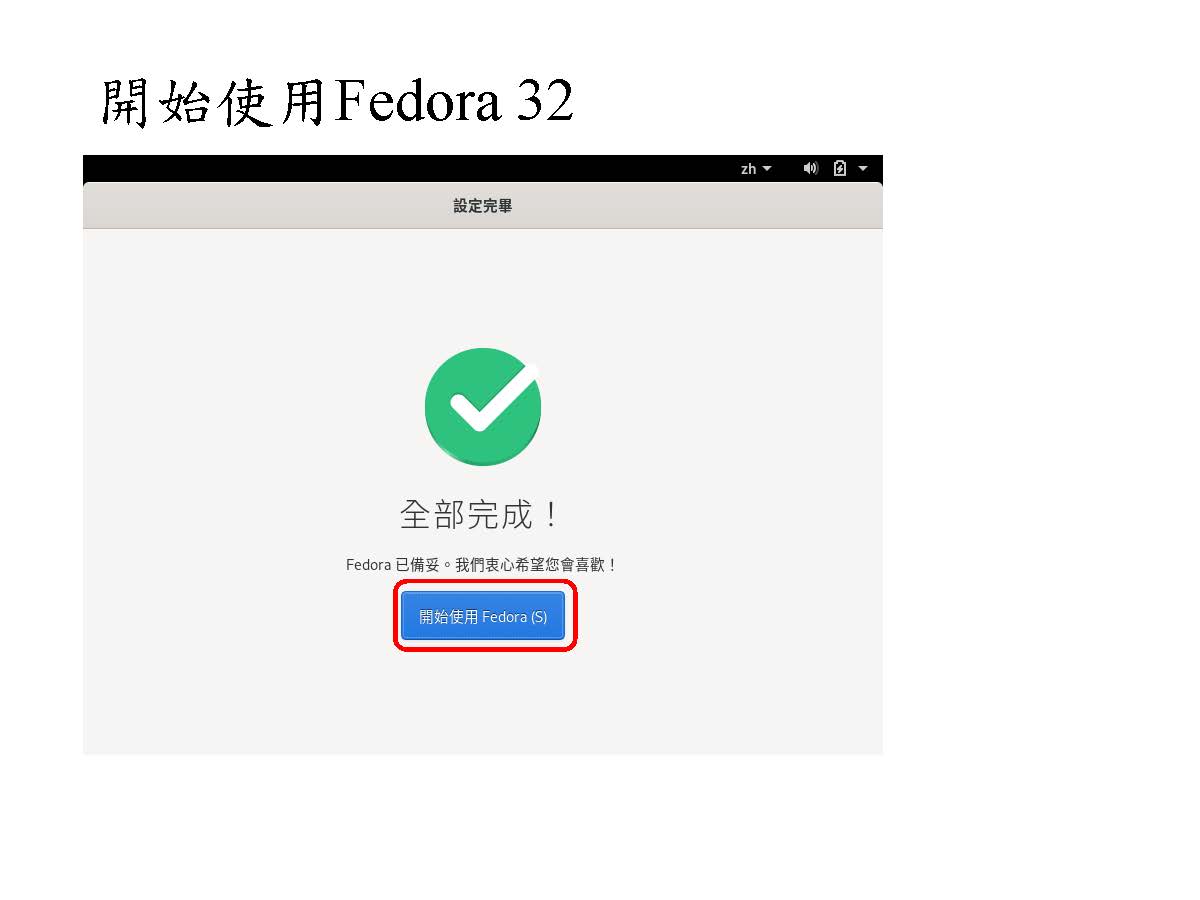 開始使用Fedora 32
zh
設定完畢
全部完成！
Fedora 已備妥。我們衷心希望您會喜歡！
開始使用 Fedora (S)